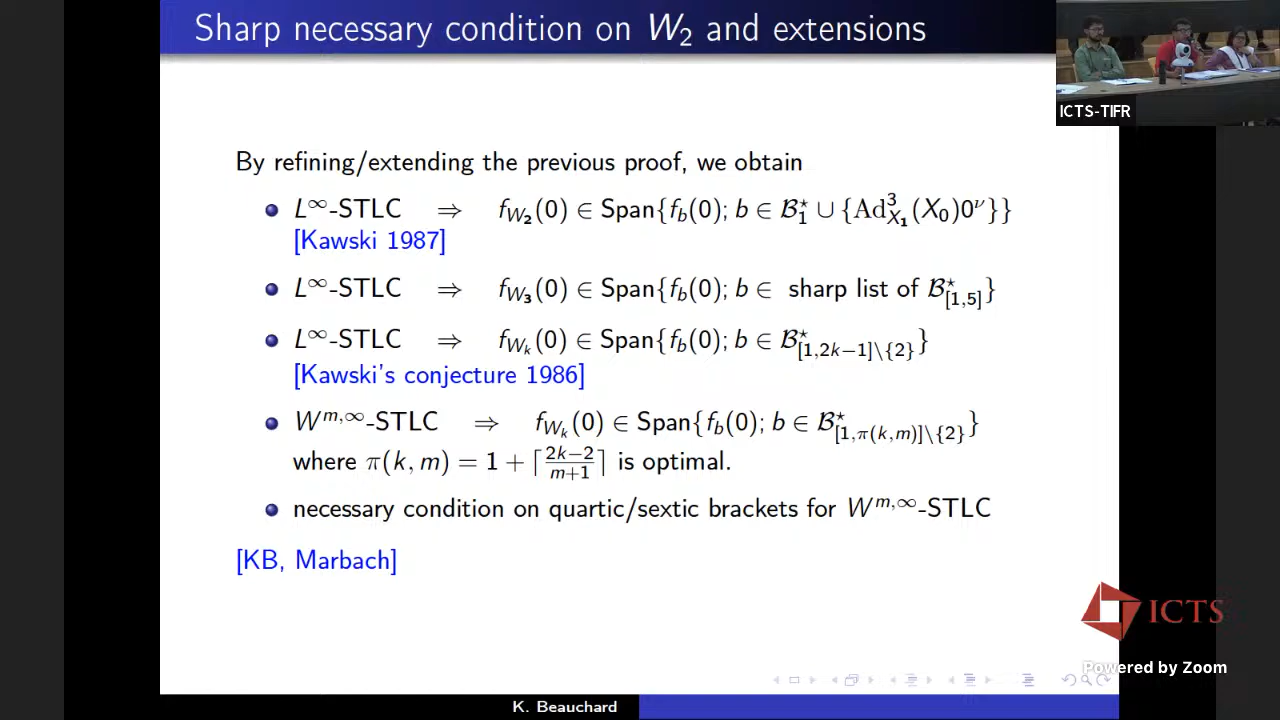 Sharp necessary condition on W₂ and extensions
ICTS-TIFR
By refining/extending the previous proof, we obtain
L^∞-STLC ⇒ f_{W₂}(0) ∈ Span{f_b(0); b ∈ 𝓑₁^⋆ ∪ {Ad³_{X₁}(X₀)0^ν}}
[Kawski 1987]
L^∞-STLC ⇒ f_{W₃}(0) ∈ Span{f_b(0); b ∈ sharp list of 𝓑^⋆_{[1,5]}}
L^∞-STLC ⇒ f_{W_k}(0) ∈ Span{f_b(0); b ∈ 𝓑^⋆_{[1,2k−1]\{2}}}
[Kawski's conjecture 1986]
W^{m,∞}-STLC ⇒ f_{W_k}(0) ∈ Span{f_b(0); b ∈ 𝓑^⋆_{[1,π(k,m)]\{2}}}
where π(k, m) = 1 + ⌈(2k−2)/(m+1)⌉ is optimal.
necessary condition on quartic/sextic brackets for W^{m,∞}-STLC
[KB, Marbach]
ICTS
Powered by Zoom
K. Beauchard